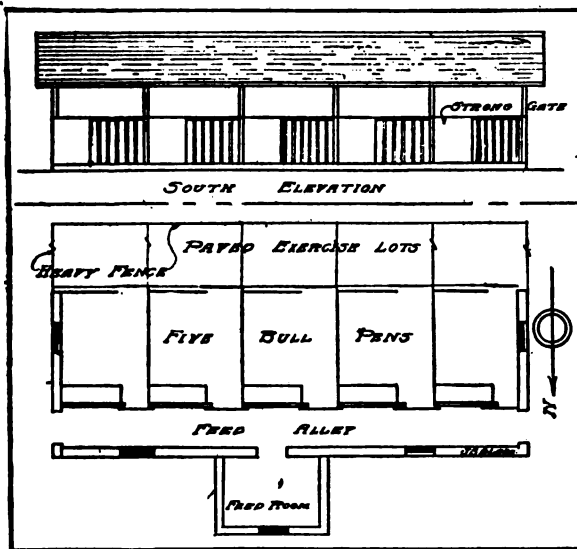 STRONG GATE
SOUTH ELEVATION
PAVED EXERCISE LOTS
HEAVY FENCE
FIVE BULL PENS
N
FEED ALLEY
FEED ROOM